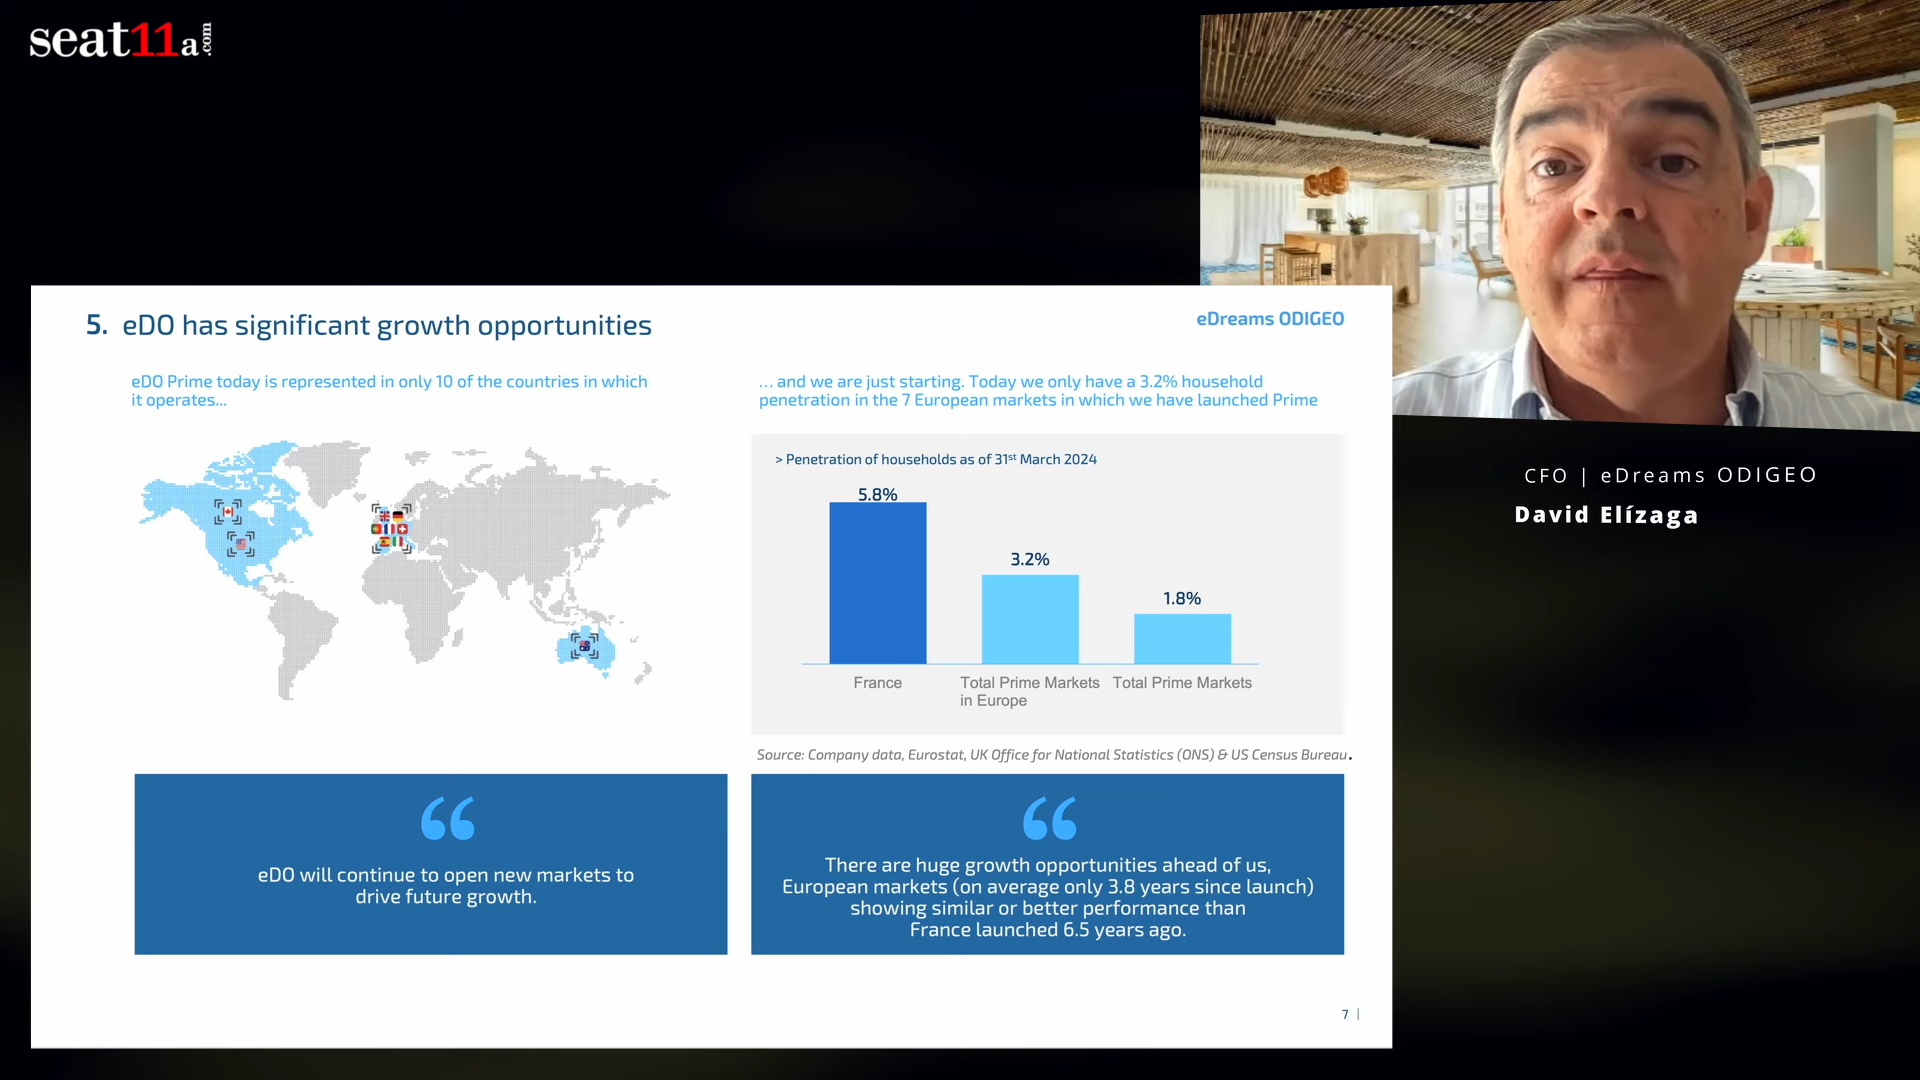 seat11a.com
5. eDO has significant growth opportunities
eDreams ODIGEO
eDO Prime today is represented in only 10 of the countries in which
it operates...
... and we are just starting. Today we only have a 3.2% household
penetration in the 7 European markets in which we have launched Prime
> Penetration of households as of 31st March 2024
5.8%
3.2%
1.8%
France
Total Prime Markets
in Europe
Total Prime Markets
Source: Company data, Eurostat, UK Office for National Statistics (ONS) & US Census Bureau.
“
eDO will continue to open new markets to
drive future growth.
“
There are huge growth opportunities ahead of us,
European markets (on average only 3.8 years since launch)
showing similar or better performance than
France launched 6.5 years ago.
7 |
CFO | eDreams ODIGEO
David Elízaga